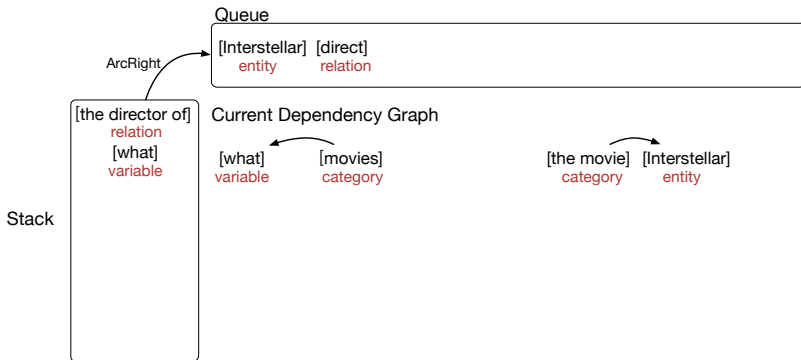 Queue
[Interstellar] [direct]
entity relation
ArcRight
[the director of]
relation
[what]
variable
Stack
Current Dependency Graph
[what] [movies] [the movie] [Interstellar]
variable category category entity